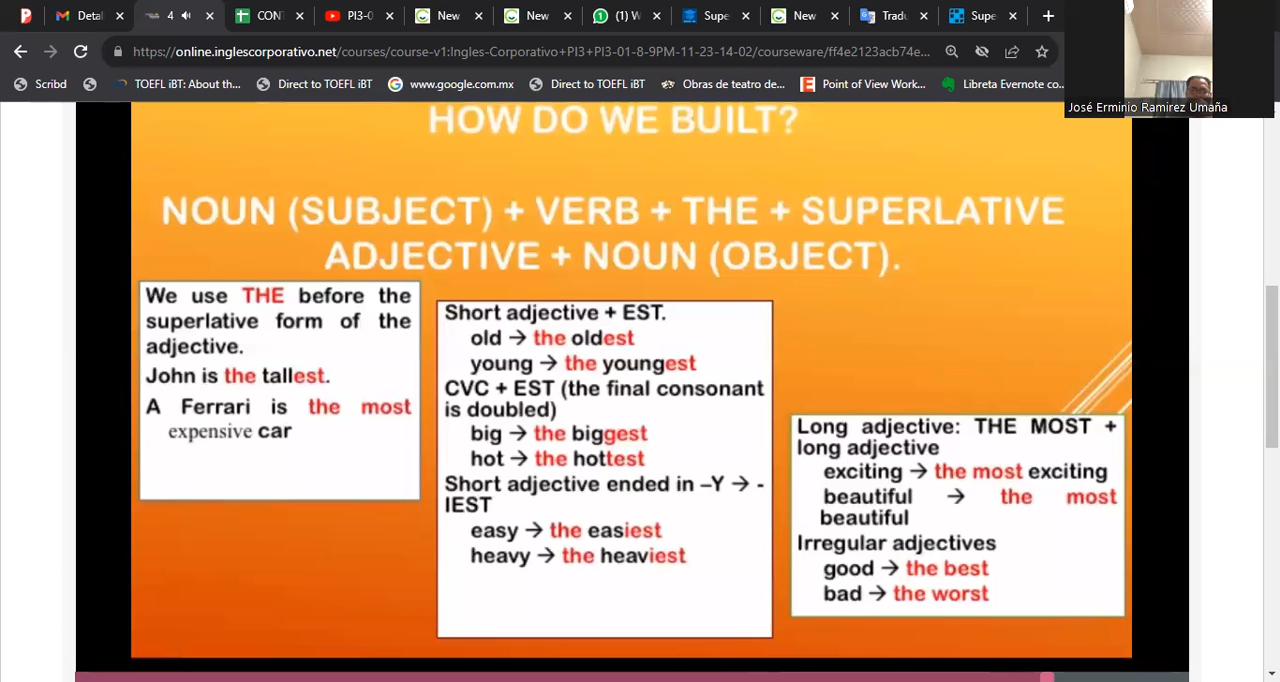 Detal
4
CONT
PI3-0
New
New
(1) W
Supe
New
Tradu
Supe
https://online.inglescorporativo.net/courses/course-v1:Ingles-Corporativo+PI3+PI3-01-8-9PM-11-23-14-02/courseware/ff4e2123acb74e...
Scribd
TOEFL iBT: About th...
Direct to TOEFL iBT
www.google.com.mx
Direct to TOEFL iBT
Obras de teatro de...
Point of View Work...
Libreta Evernote co...
José Erminio Ramirez Umaña
HOW DO WE BUILT?
NOUN (SUBJECT) + VERB + THE + SUPERLATIVE
ADJECTIVE + NOUN (OBJECT).
We use THE before the
superlative form of the
adjective.
John is the tallest.
A Ferrari is the most
expensive car
Short adjective + EST.
old → the oldest
young → the youngest
CVC + EST (the final consonant
is doubled)
big → the biggest
hot → the hottest
Short adjective ended in –Y → -
IEST
easy → the easiest
heavy → the heaviest
Long adjective: THE MOST +
long adjective
exciting → the most exciting
beautiful → the most
beautiful
Irregular adjectives
good → the best
bad → the worst